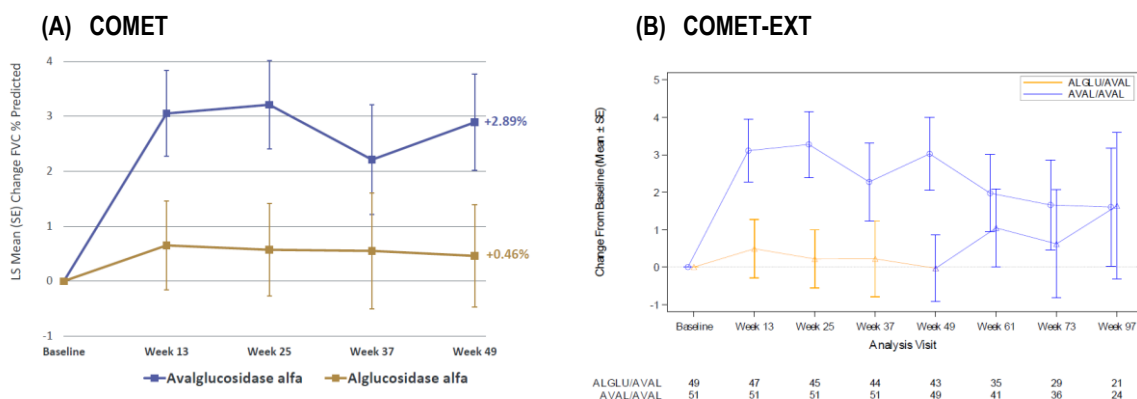 (A) COMET
LS Mean (SE) Change FVC % Predicted
4
3
2
1
0
-1
+2.89%
+0.46%
Baseline Week 13 Week 25 Week 37 Week 49
Avalglucosidase alfa Alglucosidase alfa
(B) COMET-EXT
Change From Baseline (Mean ± SE)
5
4
3
2
1
0
-1
ALGLU/AVAL
AVAL/AVAL
Baseline Week 13 Week 25 Week 37 Week 49 Week 61 Week 73 Week 97
Analysis Visit
ALGLU/AVAL 49 47 45 44 43 35 29 21
AVAL/AVAL 51 51 51 51 49 41 36 24